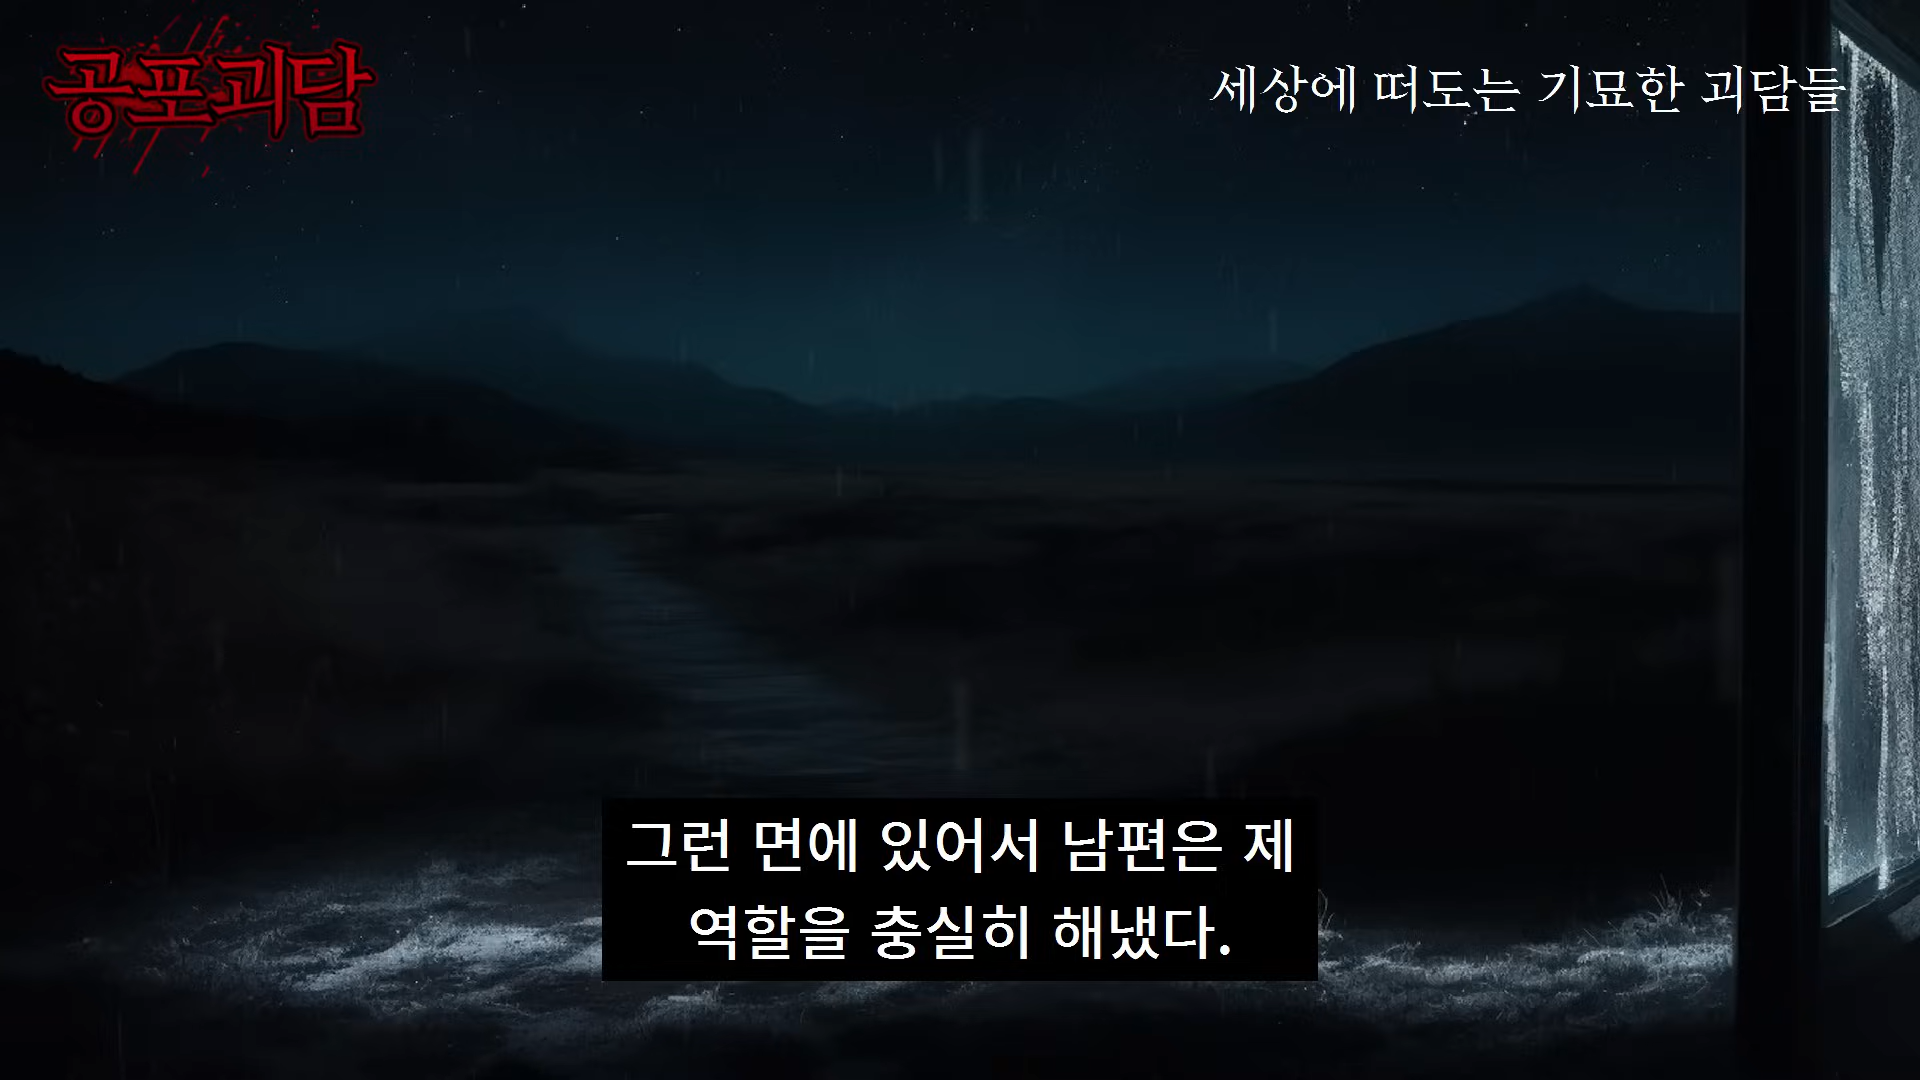 공포괴담
세상에 떠도는 기묘한 괴담들
그런 면에 있어서 남편은 제
역할을 충실히 해냈다.